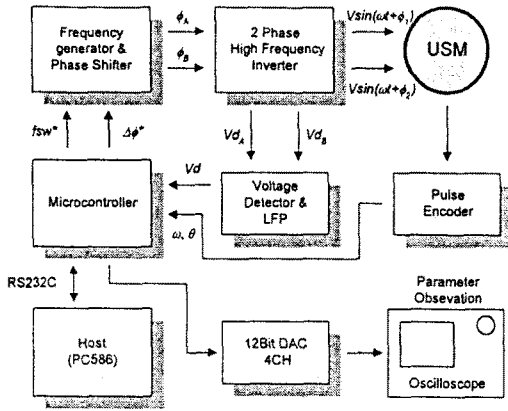 Frequency
generator &
Phase Shifter
ϕA
ϕB
2 Phase
High Frequency
Inverter
Vsin(ωt+ϕ1)
Vsin(ωt+ϕ2)
USM
fsw*
Δϕ*
VdA
VdB
Vd
Microcontroller
Voltage
Detector &
LFP
Pulse
Encoder
ω, θ
RS232C
Host
(PC586)
12Bit DAC
4CH
Parameter
Obsevation
Oscilloscope